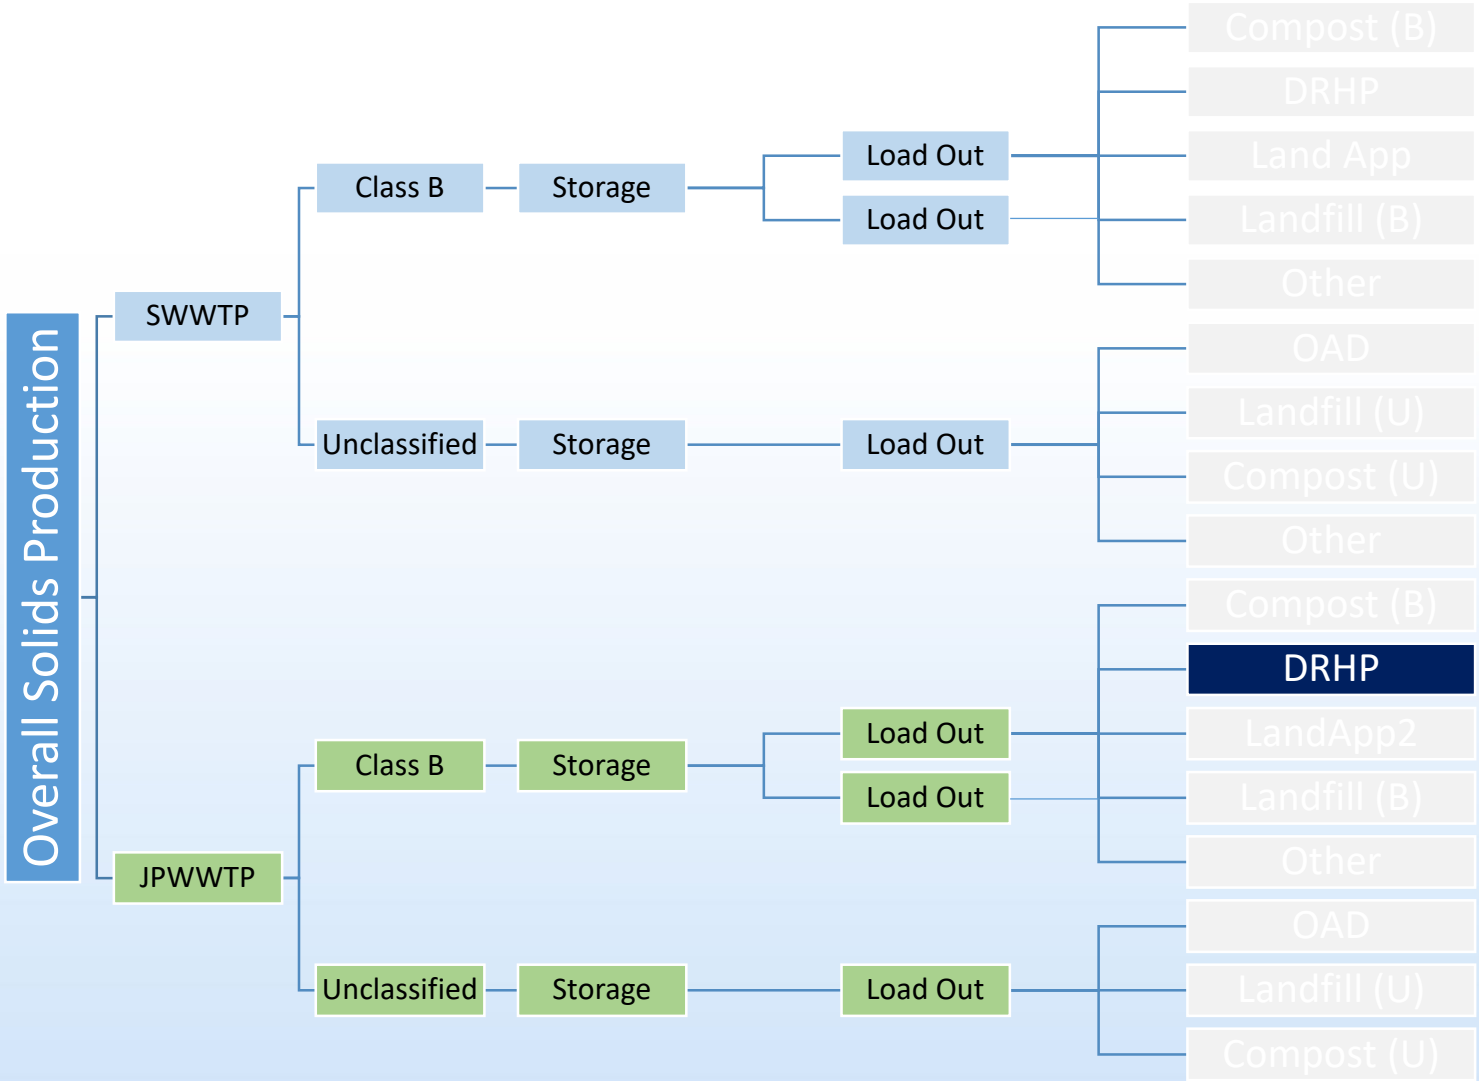 Overall Solids Production
SWWTP
Class B
Storage
Load Out
Load Out
Compost (B)
DRHP
Land App
Landfill (B)
Other
Unclassified
Storage
Load Out
OAD
Landfill (U)
Compost (U)
Other
JPWWTP
Class B
Storage
Load Out
Load Out
Compost (B)
DRHP
LandApp2
Landfill (B)
Other
Unclassified
Storage
Load Out
OAD
Landfill (U)
Compost (U)